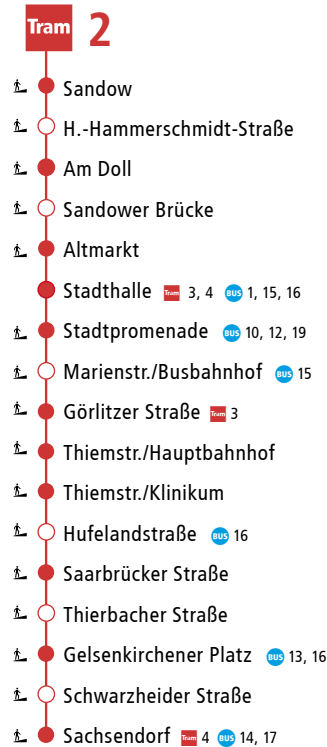 Tram 2
Sandow
H.-Hammerschmidt-Straße
Am Doll
Sandower Brücke
Altmarkt
Stadthalle Tram 3, 4 BUS 1, 15, 16
Stadtpromenade BUS 10, 12, 19
Marienstr./Busbahnhof BUS 15
Görlitzer Straße Tram 3
Thiemstr./Hauptbahnhof
Thiemstr./Klinikum
Hufelandstraße BUS 16
Saarbrücker Straße
Thierbacher Straße
Gelsenkirchener Platz BUS 13, 16
Schwarzheider Straße
Sachsendorf Tram 4 BUS 14, 17